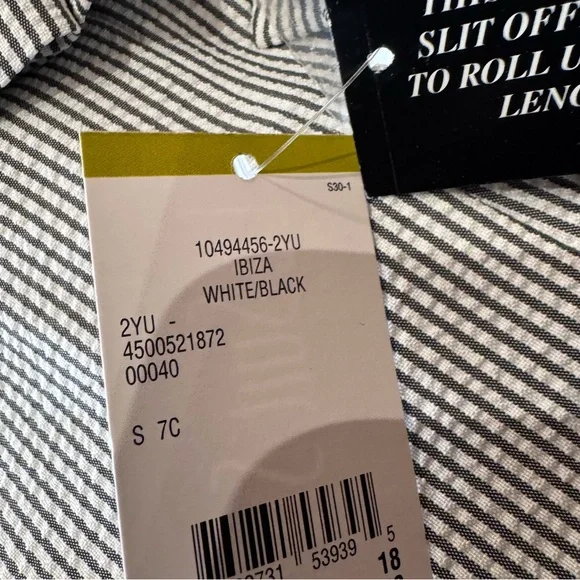 SLIT OFF
TO ROLL U
LENG
S30-1
10494456-2YU
IBIZA
WHITE/BLACK
2YU -
4500521872
00040
S 7C
53939 5
18